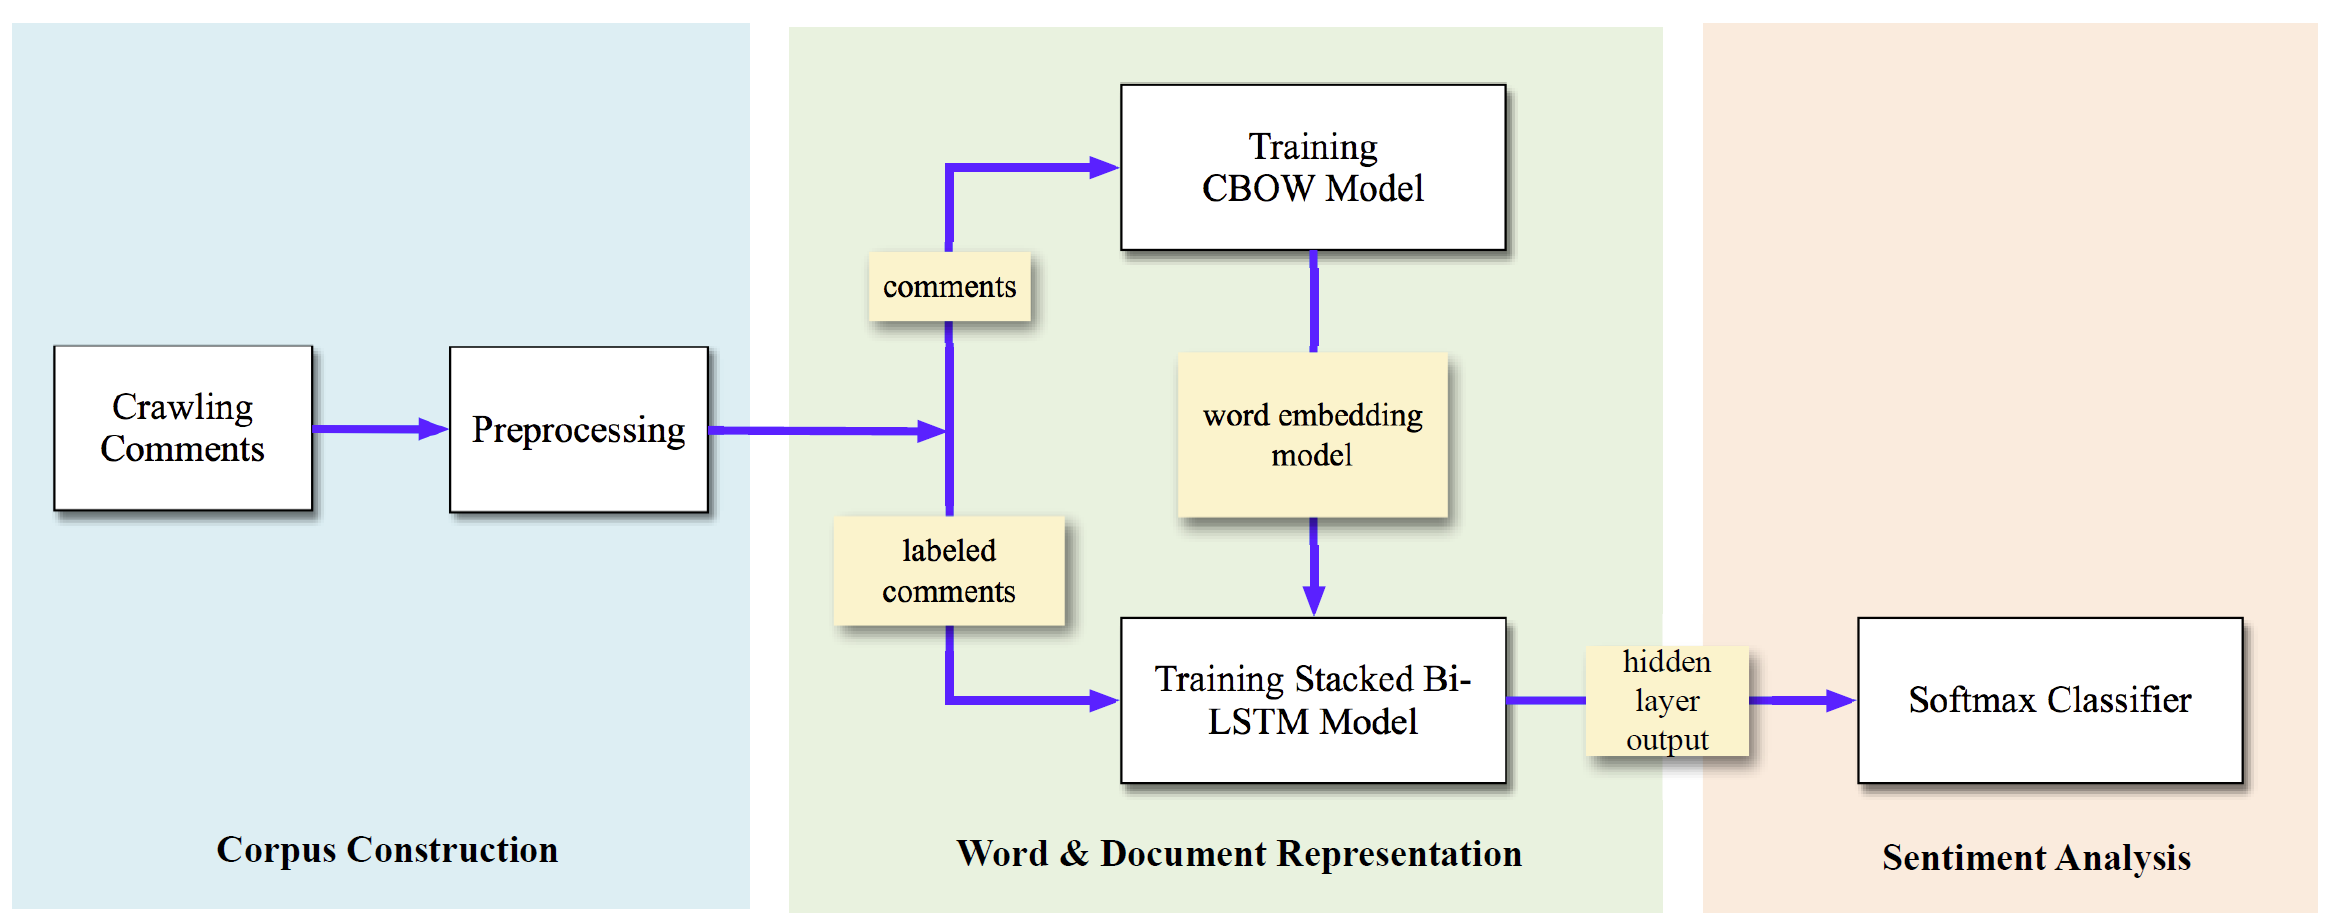 Crawling
Comments
Preprocessing
comments
labeled
comments
Training
CBOW Model
word embedding
model
Training Stacked Bi-
LSTM Model
hidden
layer
output
Softmax Classifier
Corpus Construction
Word & Document Representation
Sentiment Analysis